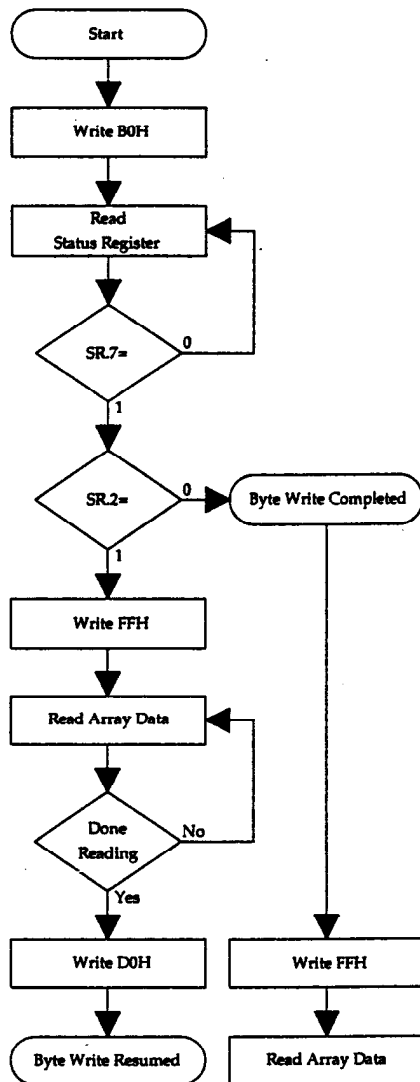 Start
Write B0H
Read
Status Register
SR.7=
0
1
SR.2=
0
Byte Write Completed
1
Write FFH
Read Array Data
Done
Reading
No
Yes
Write D0H
Write FFH
Byte Write Resumed
Read Array Data